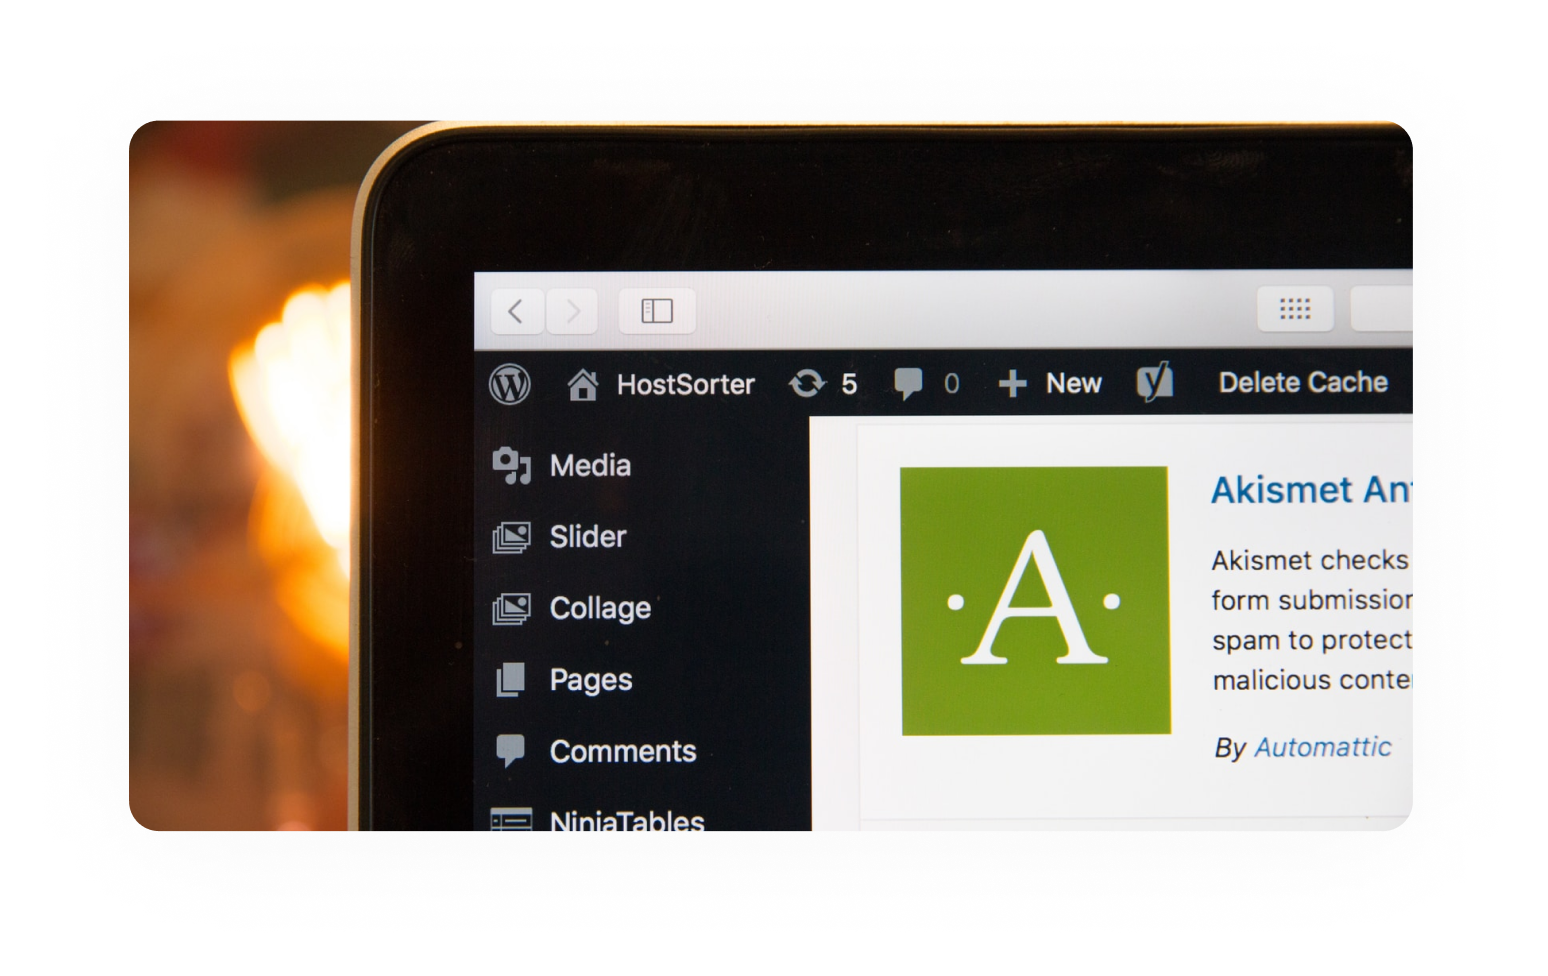 HostSorter 5 0 New Delete Cache
Media
Slider
Collage
Pages
Comments
NinjaTables
A
Akismet
Akismet checks
form submission
spam to protect
malicious
By Automattic